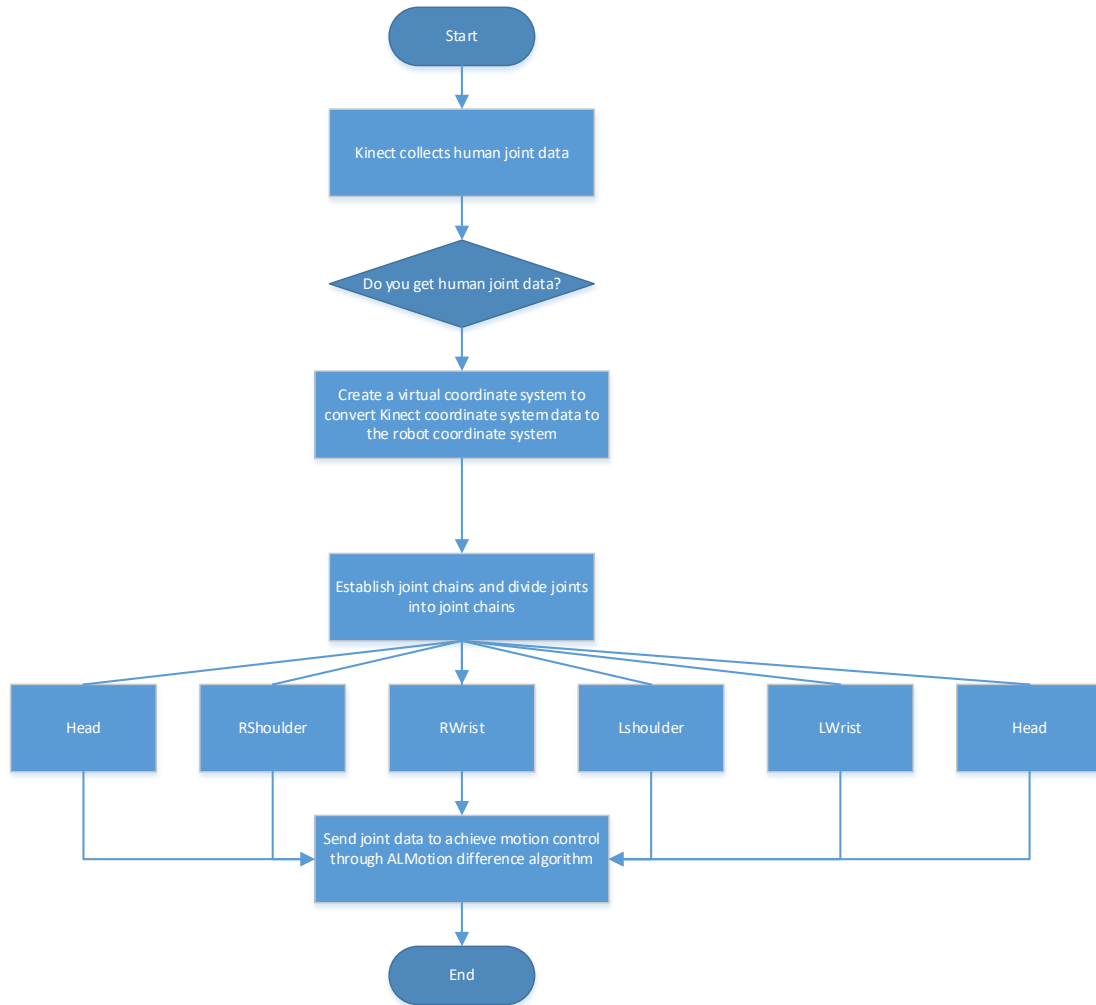 Start
Kinect collects human joint data
Do you get human joint data?
Create a virtual coordinate system to
convert Kinect coordinate system data to
the robot coordinate system
Establish joint chains and divide joints
into joint chains
Head
RShoulder
RWrist
Lshoulder
LWrist
Head
Send joint data to achieve motion control
through ALMotion difference algorithm
End